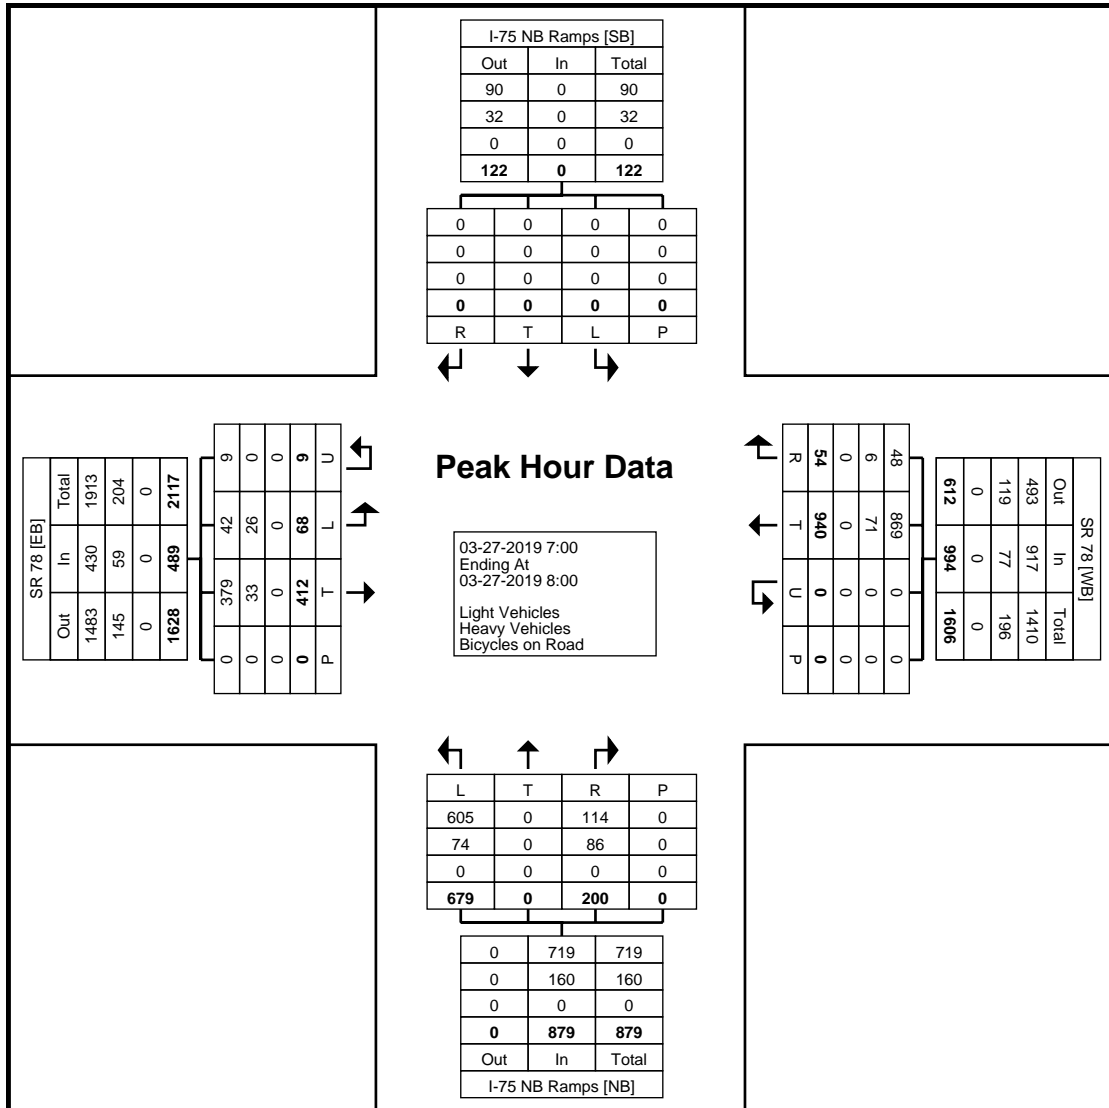 I-75 NB Ramps [SB]
Out In Total
90 0 90
32 0 32
0 0 0
122 0 122
0 0 0 0
0 0 0 0
0 0 0 0
0 0 0 0
R T L P
SR 78 [EB]
Total In Out
1913 430 1483
204 59 145
0 0 0
2117 489 1628
9 42 379 0
0 26 33 0
0 0 0 0
9 68 412 0
U L T P
Peak Hour Data
03-27-2019 7:00
Ending At
03-27-2019 8:00
Light Vehicles
Heavy Vehicles
Bicycles on Road
SR 78 [WB]
Out In Total
493 917 1410
119 77 196
0 0 0
612 994 1606
48 869 0 0
6 71 0 0
0 0 0 0
54 940 0 0
R T U P
L T R P
605 0 114 0
74 0 86 0
0 0 0 0
679 0 200 0
0 719 719
0 160 160
0 0 0
0 879 879
Out In Total
I-75 NB Ramps [NB]